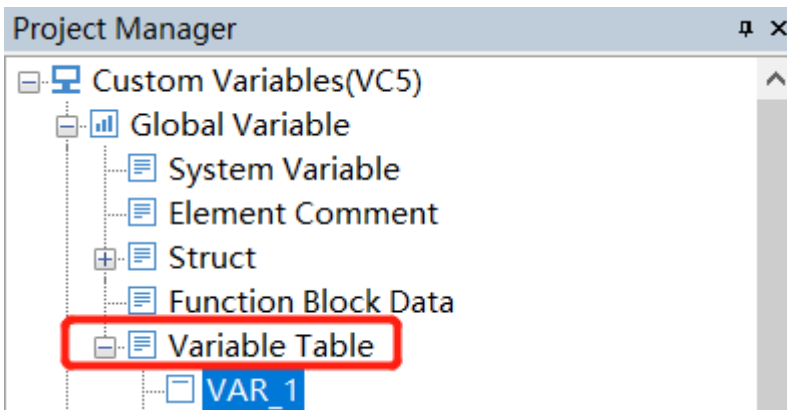 Project Manager
Custom Variables(VC5)
Global Variable
System Variable
Element Comment
Struct
Function Block Data
Variable Table
VAR_1